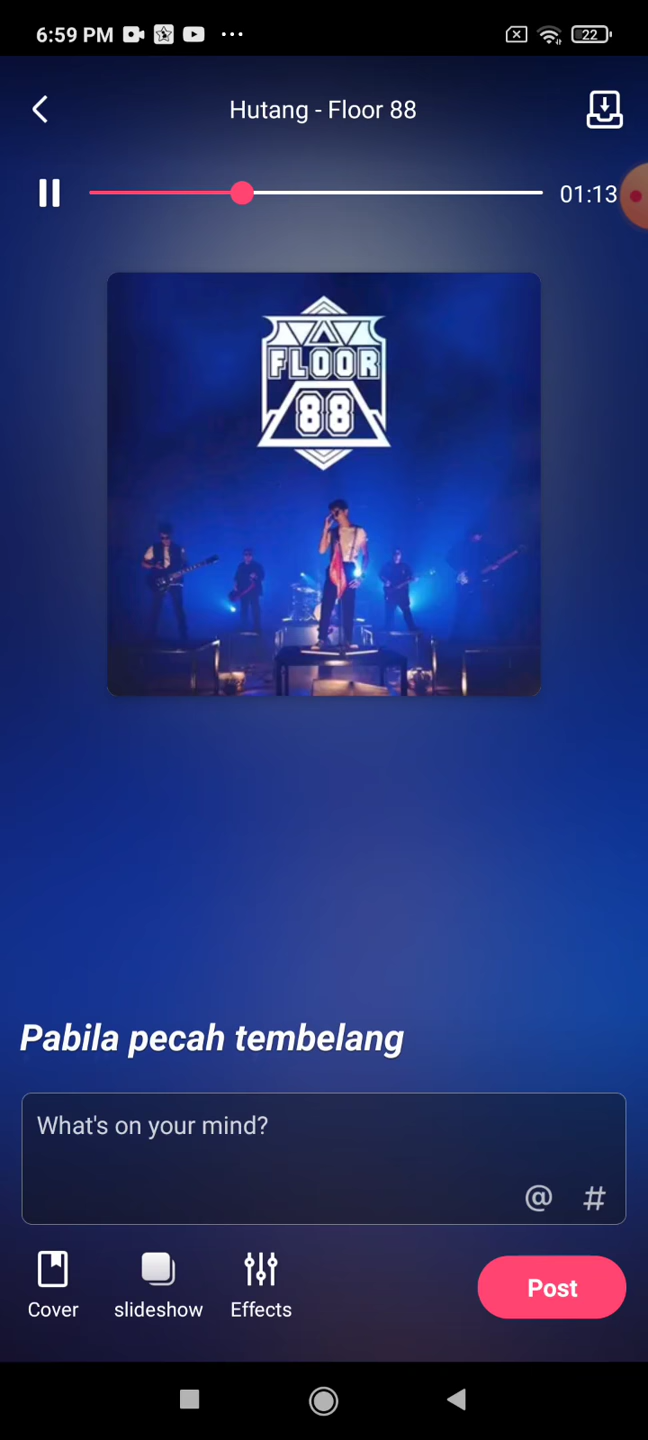 6:59 PM
22
Hutang - Floor 88
01:13
FLOOR
88
Pabila pecah tembelang
What's on your mind?
@ #
Cover slideshow Effects Post